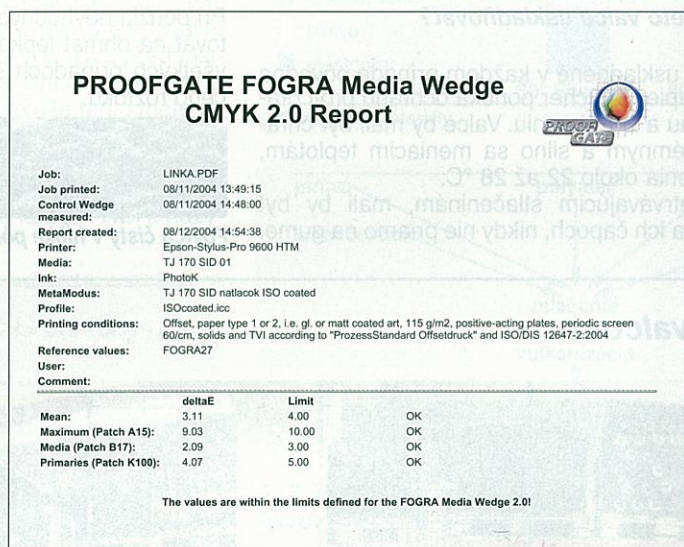 PROOFGATE FOGRA Media Wedge
CMYK 2.0 Report
PROOF
GATE
Job: LINKA.PDF
Job printed: 08/11/2004 13:49:15
Control Wedge measured: 08/11/2004 14:48:00
Report created: 08/12/2004 14:54:38
Printer: Epson-Stylus-Pro 9600 HTM
Media: TJ 170 SID 01
Ink: PhotoK
MetaModus: TJ 170 SID natlacok ISO coated
Profile: ISOcoated.icc
Printing conditions: Offset, paper type 1 or 2, i.e. gl. or matt coated art, 115 g/m2, positive-acting plates, periodic screen
60/cm, solids and TVI according to "ProzessStandard Offsetdruck" and ISO/DIS 12647-2:2004
Reference values: FOGRA27
User:
Comment:
deltaE Limit
Mean: 3.11 4.00 OK
Maximum (Patch A15): 9.03 10.00 OK
Media (Patch B17): 2.09 3.00 OK
Primaries (Patch K100): 4.07 5.00 OK
The values are within the limits defined for the FOGRA Media Wedge 2.0!